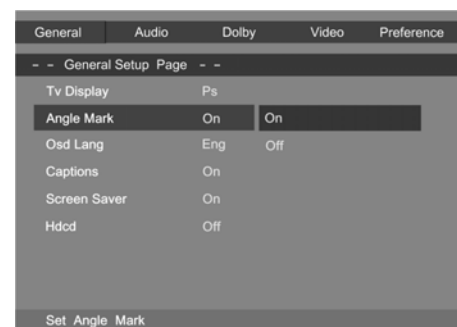 General Audio Dolby Video Preference
- - General Setup Page - -
Tv Display Ps
Angle Mark On On
Osd Lang Eng Off
Captions On
Screen Saver On
Hdcd Off
Set Angle Mark